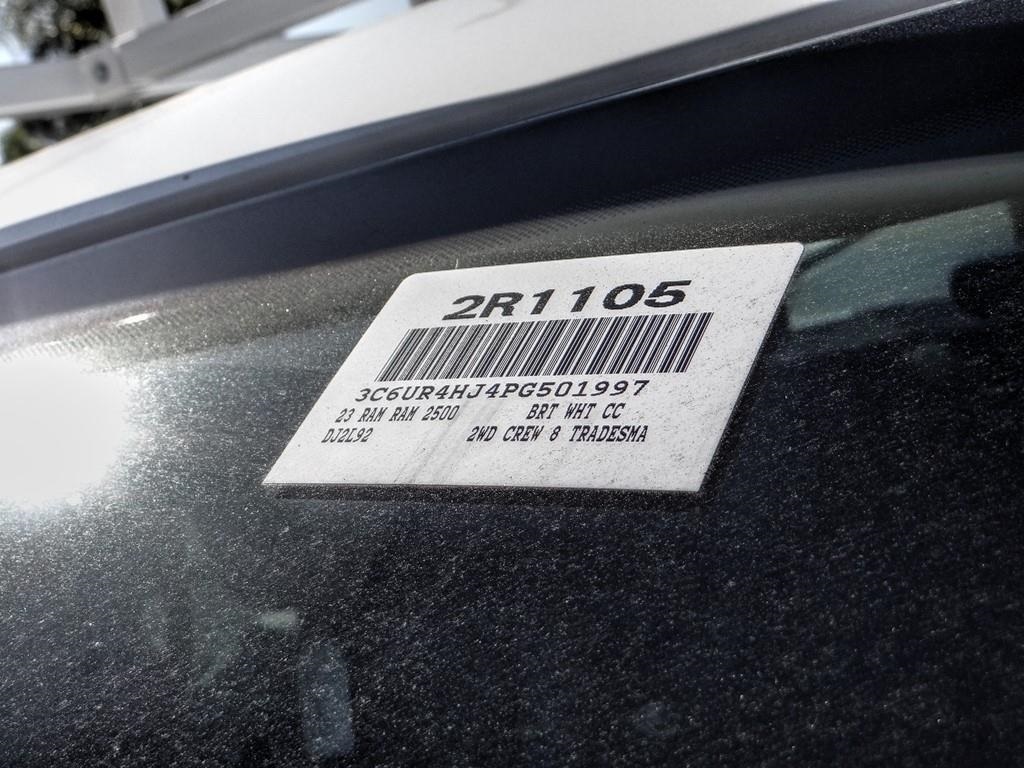 2R1105
3C6UR4HJ4PG501997
23 RAM RAM 2500 BRT WHT CC
DJ2L92 2WD CREW 8 TRADESMA